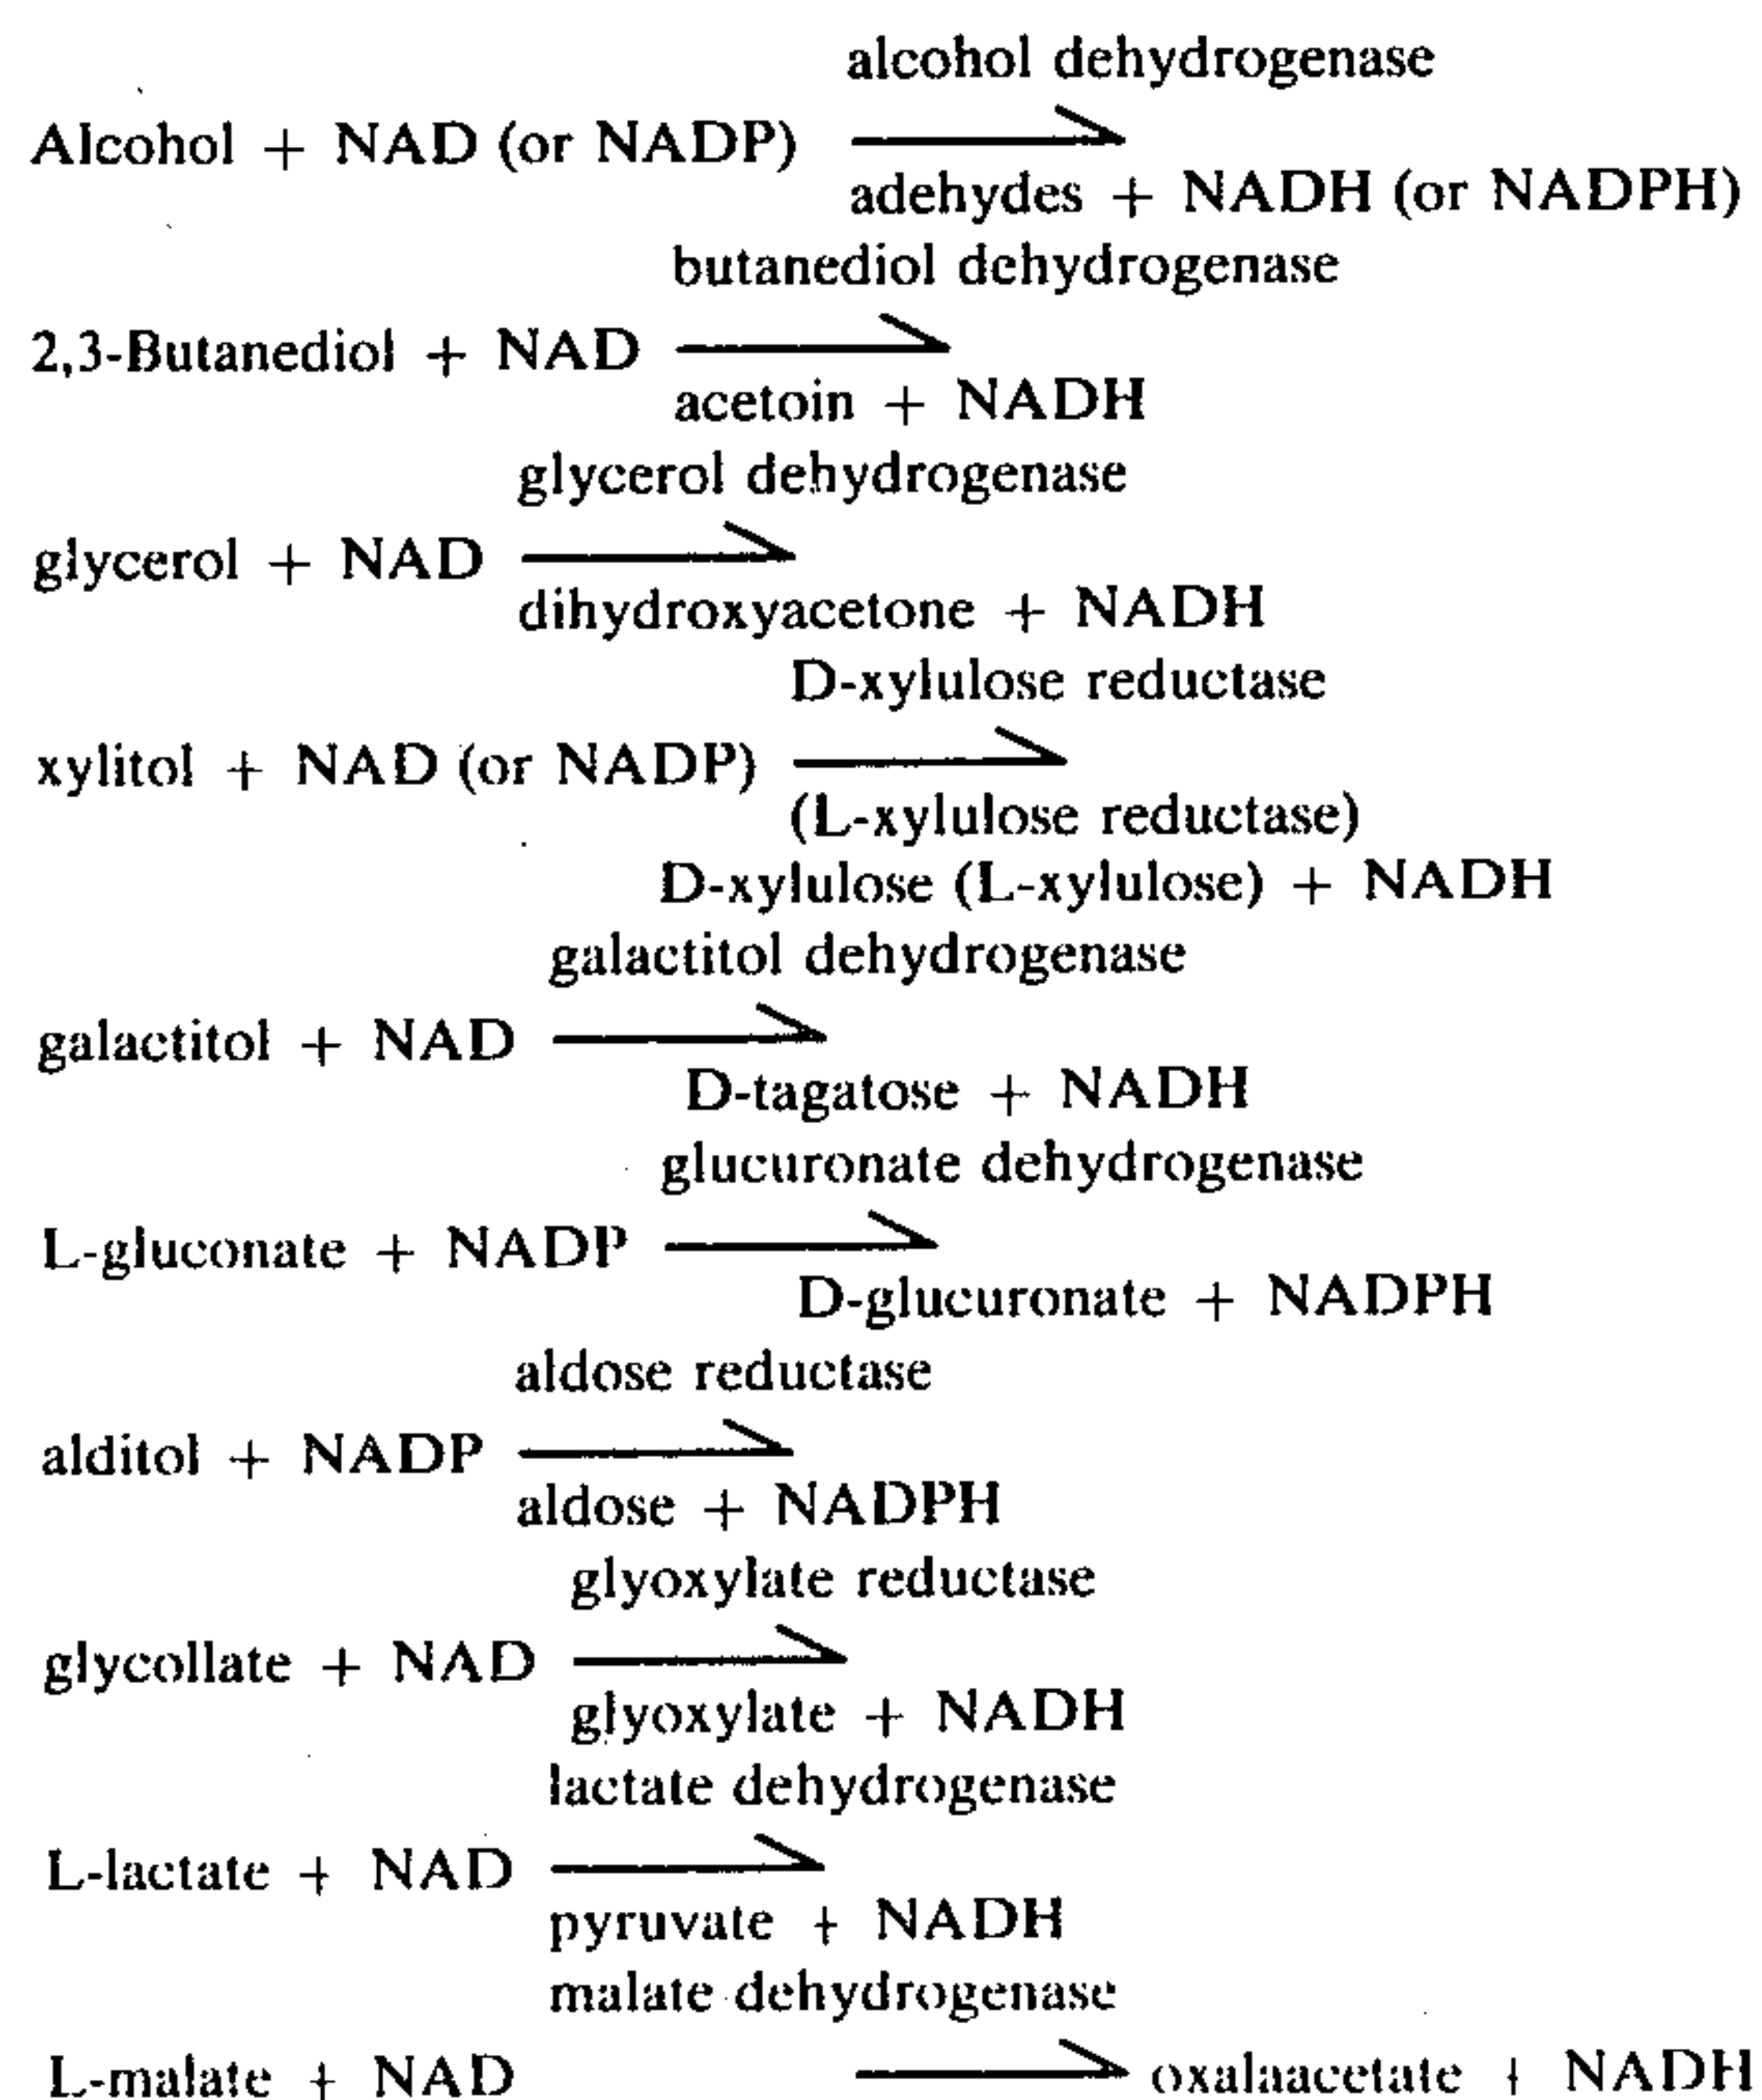 alcohol dehydrogenase
Alcohol + NAD (or NADP)
adehydes + NADH (or NADPH)
butanediol dehydrogenase
2,3-Butanediol + NAD
acetoin + NADH
glycerol dehydrogenase
glycerol + NAD
dihydroxyacetone + NADH
D-xylulose reductase
xylitol + NAD (or NADP)
(L-xylulose reductase)
D-xylulose (L-xylulose) + NADH
galactitol dehydrogenase
galactitol + NAD
D-tagatose + NADH
glucuronate dehydrogenase
L-gluconate + NADP
D-glucuronate + NADPH
aldose reductase
alditol + NADP
aldose + NADPH
glyoxylate reductase
glycollate + NAD
glyoxylate + NADH
lactate dehydrogenase
L-lactate + NAD
pyruvate + NADH
malate dehydrogenase
L-malate + NAD oxalaacetate + NADH